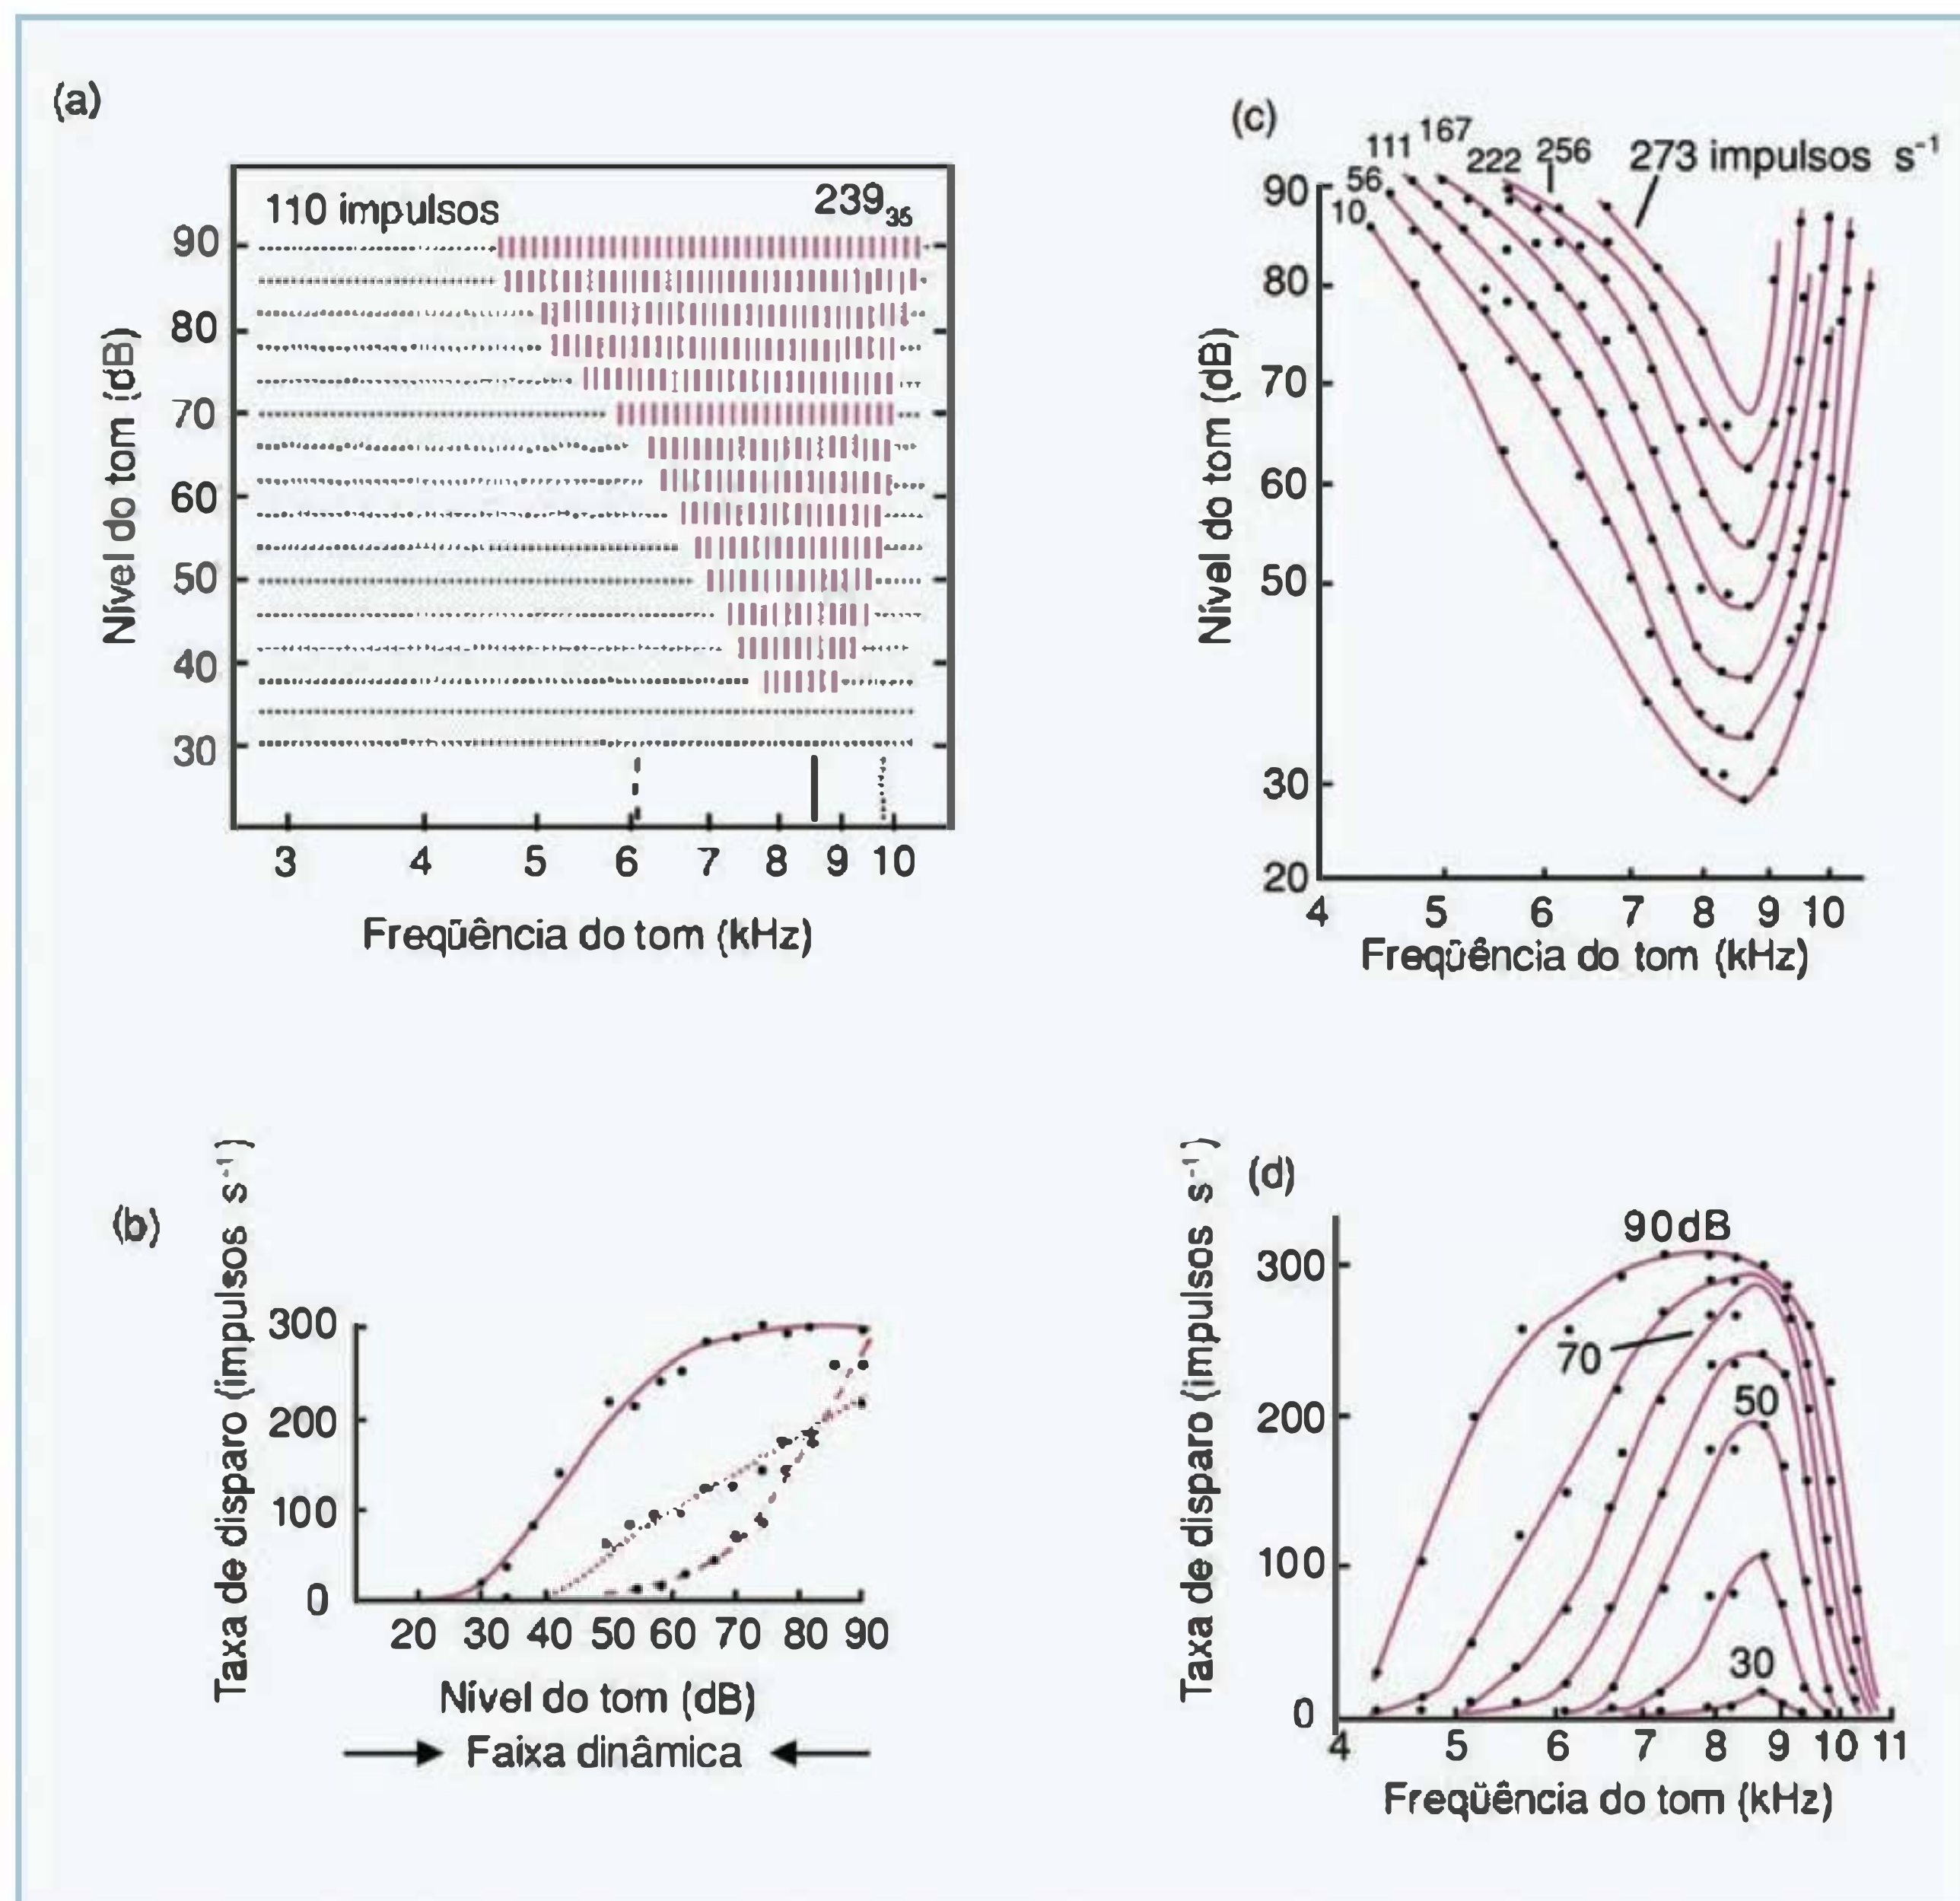 (a)
110 impulsos
239₃₅
90
80
70
60
50
40
30
Nível do tom (dB)
3 4 5 6 7 8 9 10
Freqüência do tom (kHz)
(c)
10 56 111 167 222 256 273 impulsos s⁻¹
90
80
70
60
50
30
20
Nível do tom (dB)
4 5 6 7 8 9 10
Freqüência do tom (kHz)
(b)
Taxa de disparo (impulsos s⁻¹)
300
200
100
0
20 30 40 50 60 70 80 90
Nível do tom (dB)
Faixa dinâmica
(d)
Taxa de disparo (impulsos s⁻¹)
90dB
70
50
30
300
200
100
0
4 5 6 7 8 9 10 11
Freqüência do tom (kHz)